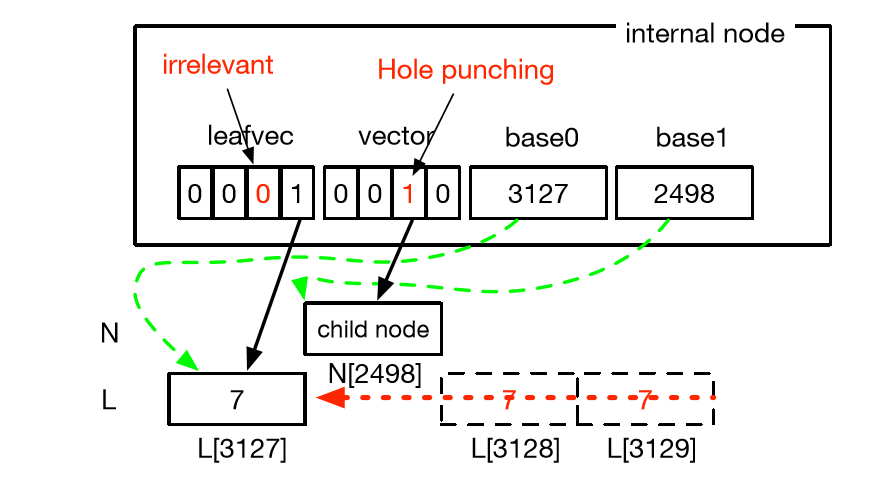 internal node
irrelevant
Hole punching
leafvec vector base0 base1
0 0 0 1 0 0 1 0 3127 2498
child node
N
N[2498]
L 7 7 7
L[3127] L[3128] L[3129]